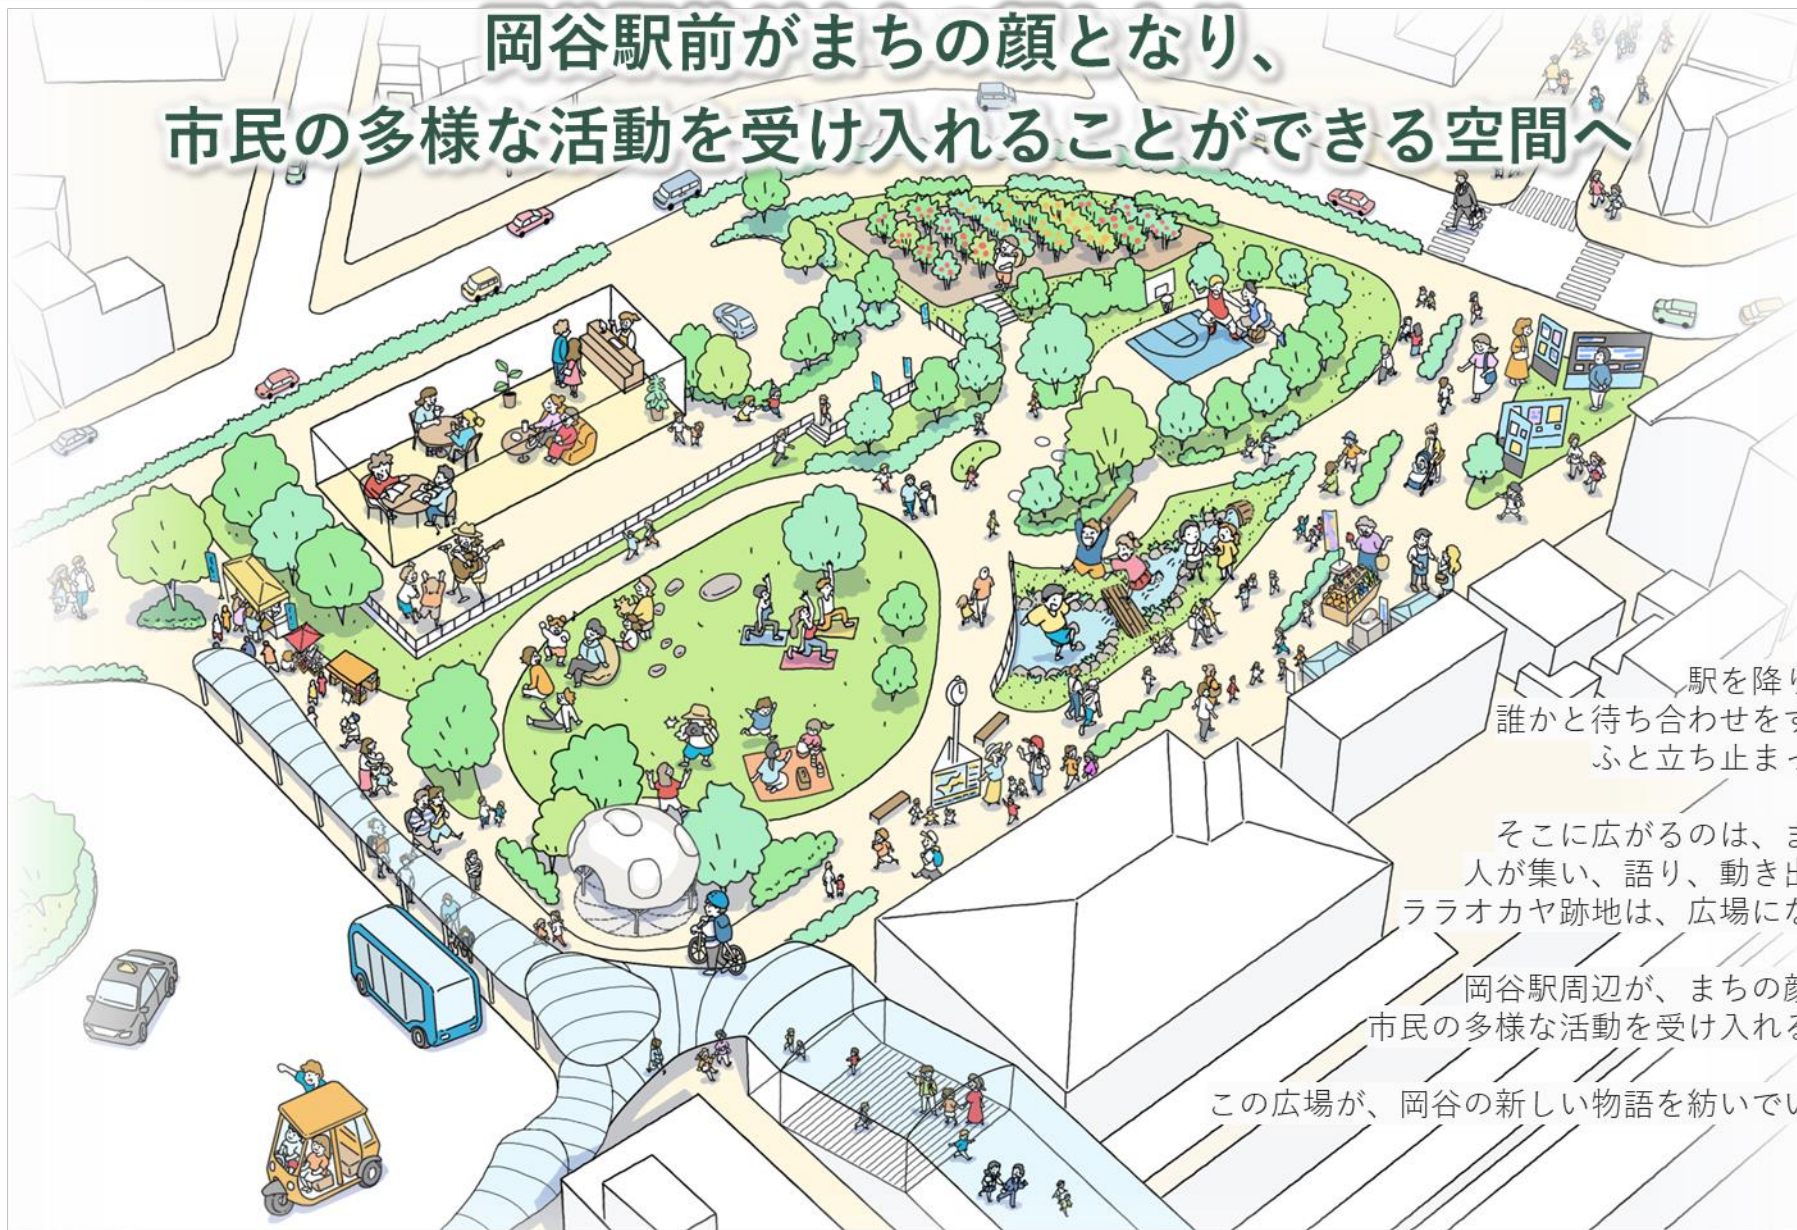 岡谷駅前がまちの顔となり、
市民の多様な活動を受け入れることができる空間へ
駅を降り
誰かと待ち合わせをす
ふと立ち止まっ
そこに広がるのは、ま
人が集い、語り、動き出
ララオカヤ跡地は、広場にな
岡谷駅周辺が、まちの顔
市民の多様な活動を受け入れる
この広場が、岡谷の新しい物語を紡いでい